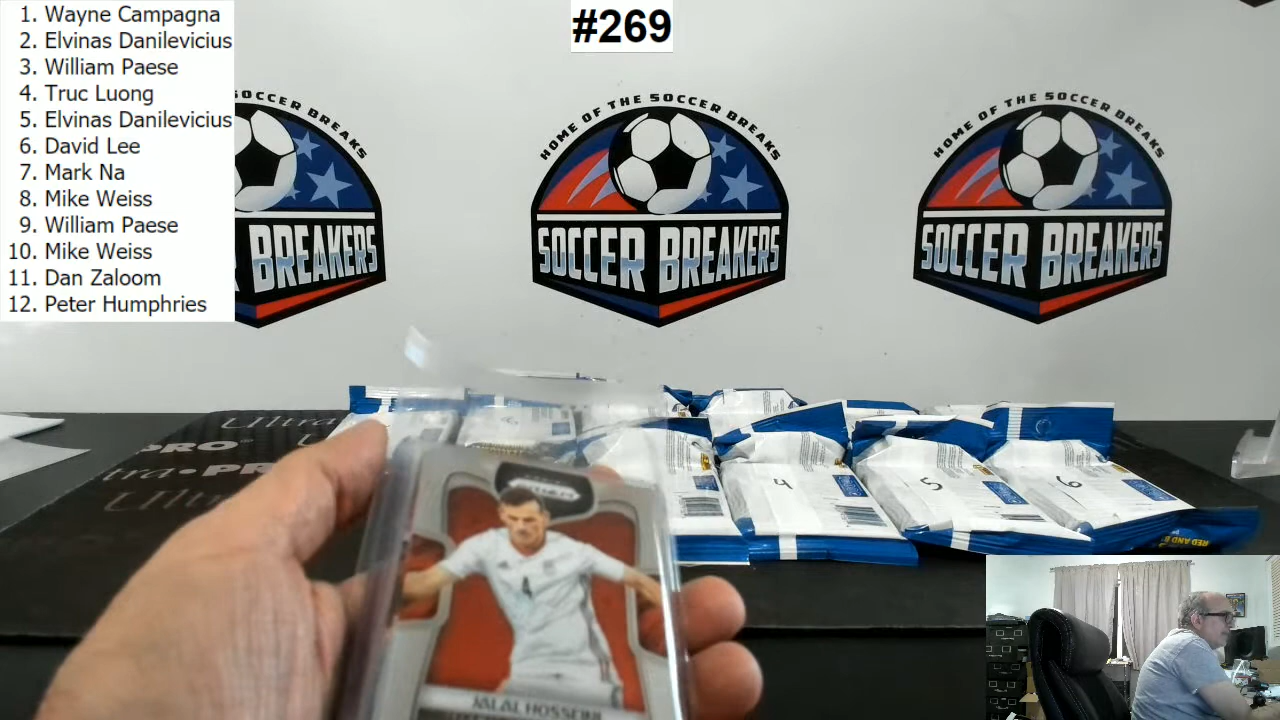 1. Wayne Campagna
2. Elvinas Danilevicius
3. William Paese
4. Truc Luong
5. Elvinas Danilevicius
6. David Lee
7. Mark Na
8. Mike Weiss
9. William Paese
10. Mike Weiss
11. Dan Zaloom
12. Peter Humphries
#269
SOCCER BREAKS
BREAKERS
HOME OF THE SOCCER BREAKS
SOCCER BREAKERS
HOME OF THE SOCCER BREAKS
SOCCER BREAKERS
Ultra
PRO
Ultra
4
5
6
RED AND B
JALAL HOSSEINI